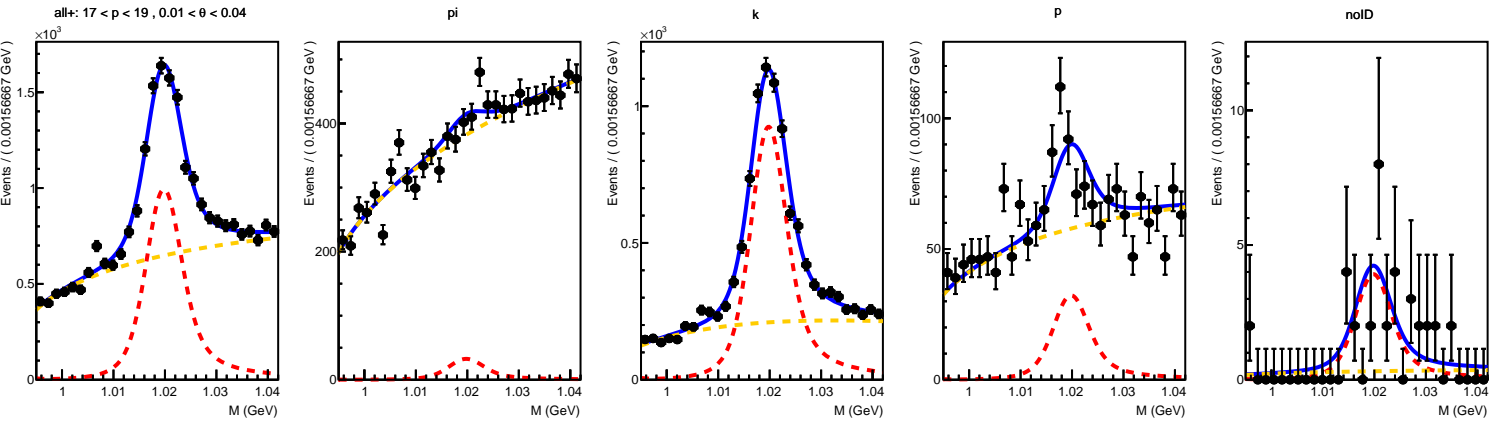 all+: 17 < p < 19 , 0.01 < θ < 0.04
×10³
Events / ( 0.00156667 GeV )
1.5
1
0.5
0
1 1.01 1.02 1.03 1.04
M (GeV)
pi
Events / ( 0.00156667 GeV )
400
200
0
1 1.01 1.02 1.03 1.04
M (GeV)
k
×10³
Events / ( 0.00156667 GeV )
1
0.5
0
1 1.01 1.02 1.03 1.04
M (GeV)
p
Events / ( 0.00156667 GeV )
100
50
0
1 1.01 1.02 1.03 1.04
M (GeV)
noID
Events / ( 0.00156667 GeV )
10
5
0
1 1.01 1.02 1.03 1.04
M (GeV)